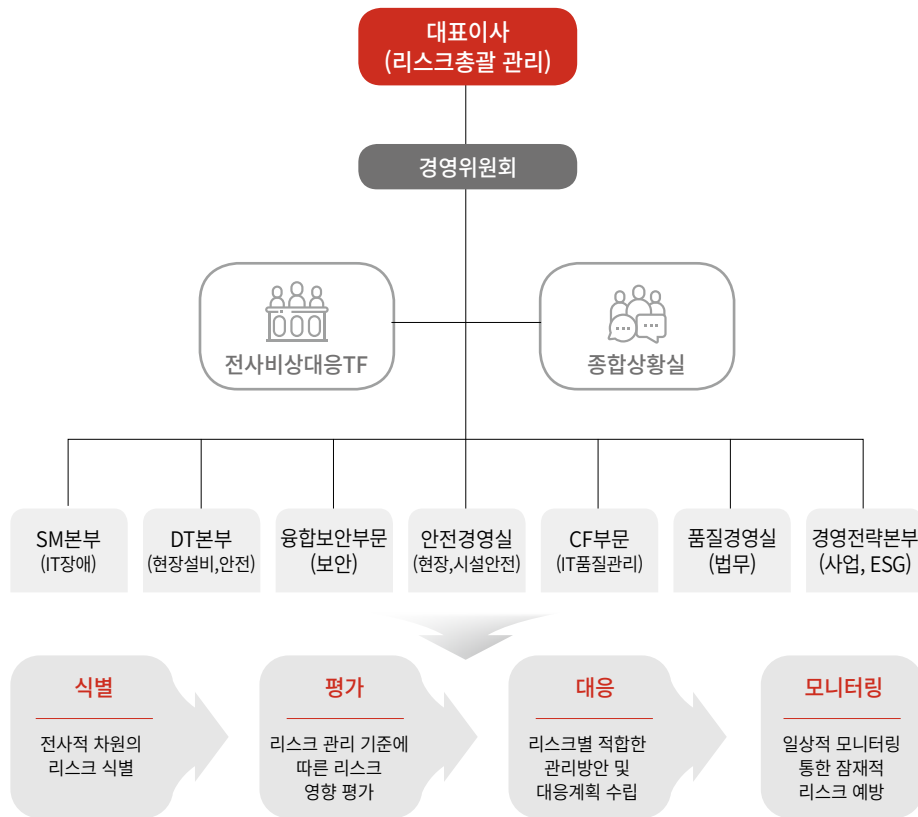 대표이사
(리스크총괄 관리)
경영위원회
전사비상대응TF
종합상황실
SM본부
(IT장애)
DT본부
(현장설비,안전)
융합보안부문
(보안)
안전경영실
(현장,시설안전)
CF부문
(IT품질관리)
품질경영실
(법무)
경영전략본부
(사업, ESG)
식별
전사적 차원의
리스크 식별
평가
리스크 관리 기준에
따른 리스크
영향 평가
대응
리스크별 적합한
관리방안 및
대응계획 수립
모니터링
일상적 모니터링
통한 잠재적
리스크 예방